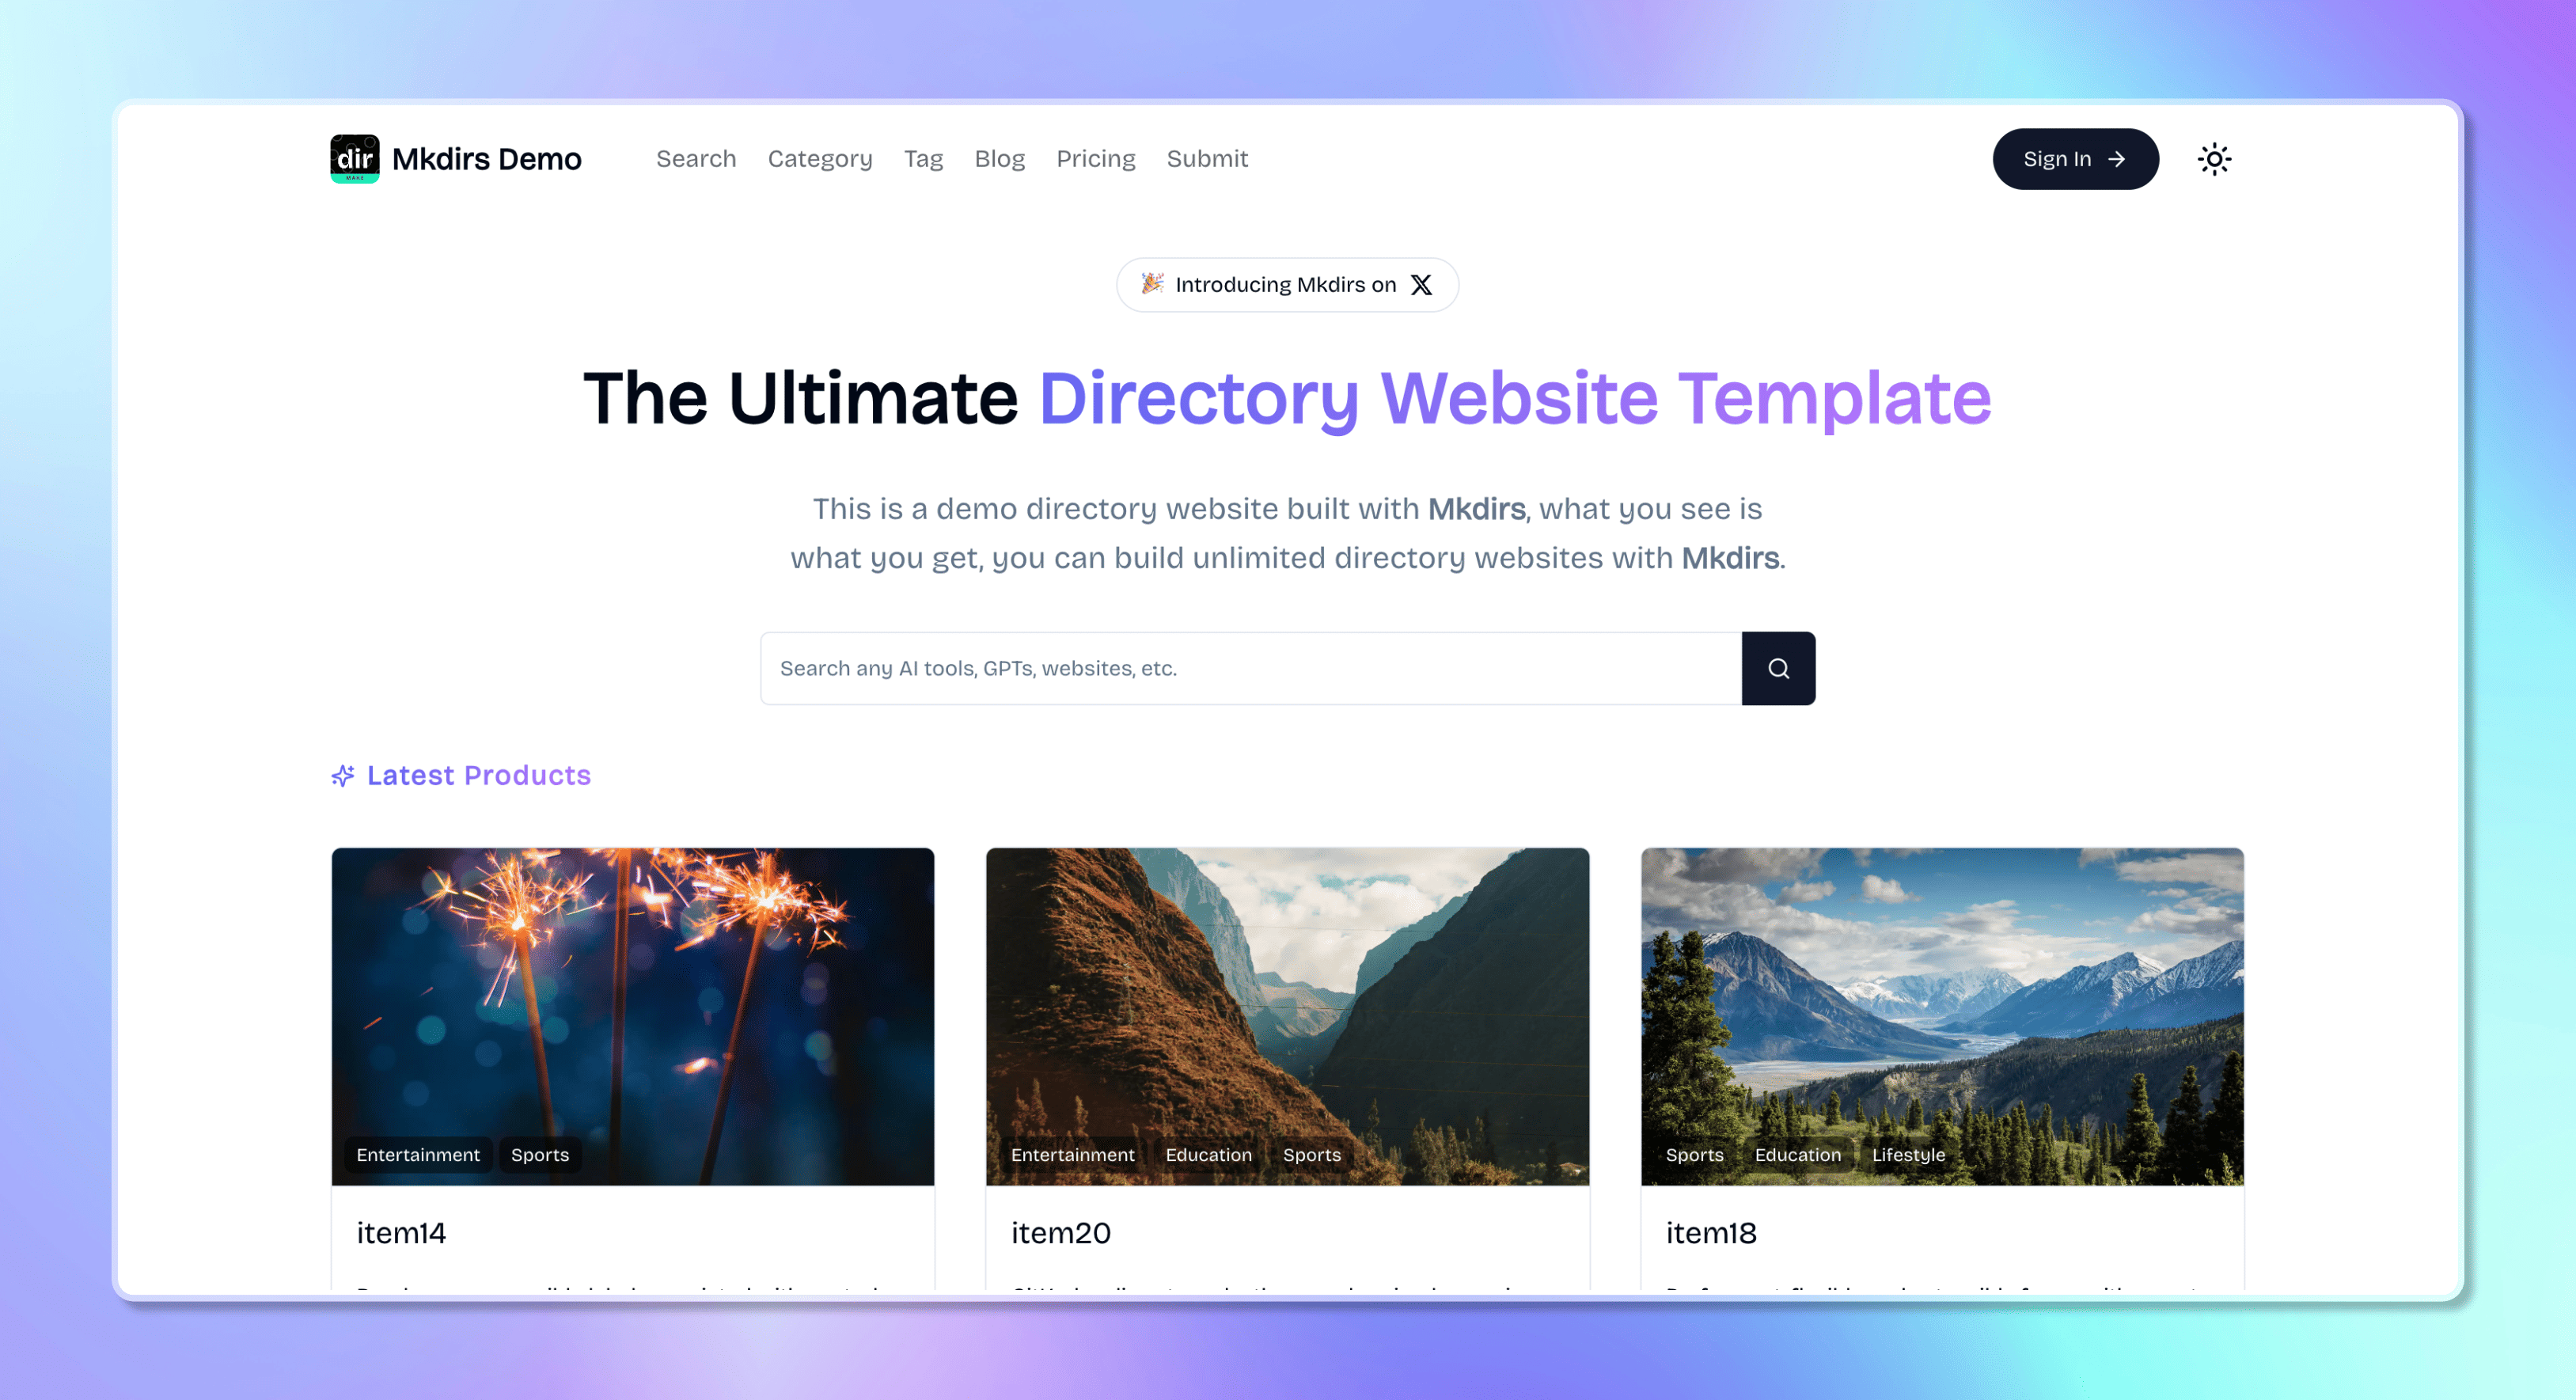 dir
MAKE
Mkdirs Demo
Search
Category
Tag
Blog
Pricing
Submit
Sign In
Introducing Mkdirs on X
The Ultimate Directory Website Template
This is a demo directory website built with Mkdirs, what you see is
what you get, you can build unlimited directory websites with Mkdirs.
Search any AI tools, GPTs, websites, etc.
Latest Products
Entertainment
Sports
Entertainment
Education
Sports
Sports
Education
Lifestyle
item14
item20
item18